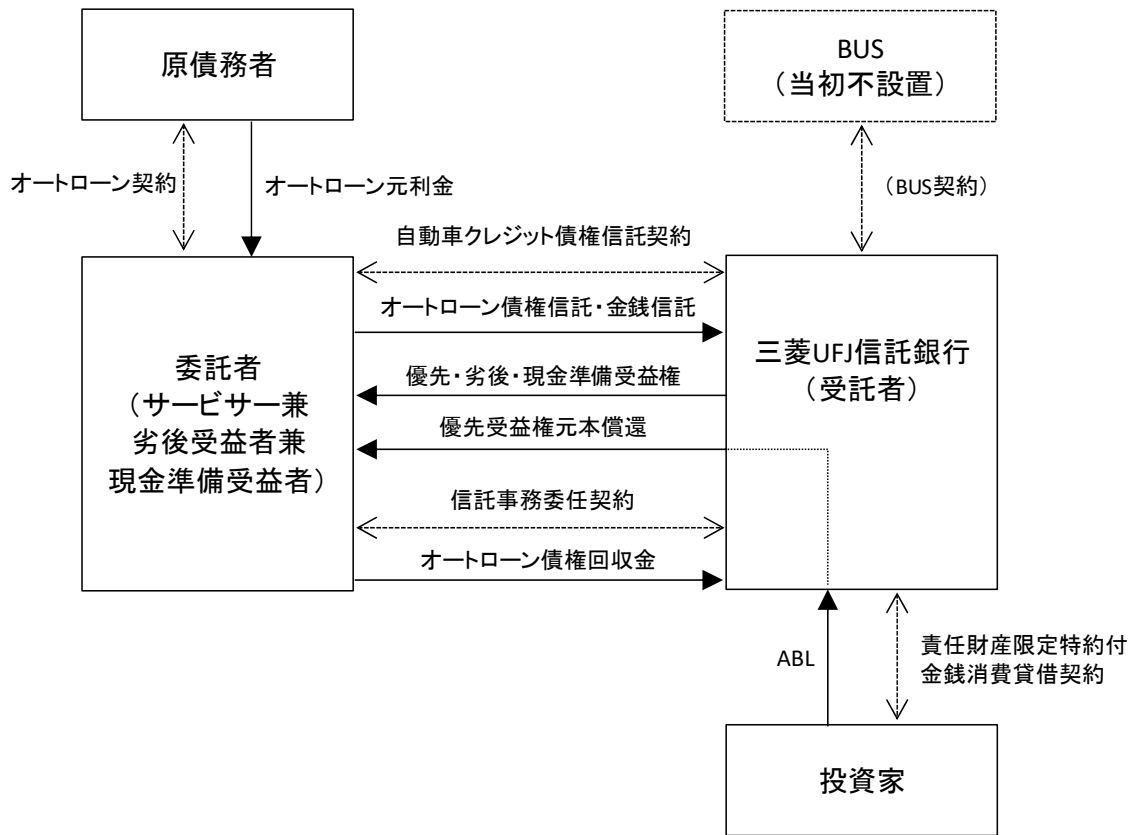 原債務者
BUS
（当初不設置）
オートローン契約
オートローン元利金
（BUS契約）
自動車クレジット債権信託契約
オートローン債権信託・金銭信託
委託者
（サービサー兼
劣後受益者兼
現金準備受益者）
優先・劣後・現金準備受益権
優先受益権元本償還
信託事務委任契約
オートローン債権回収金
三菱UFJ信託銀行
（受託者）
ABL
責任財産限定特約付
金銭消費貸借契約
投資家